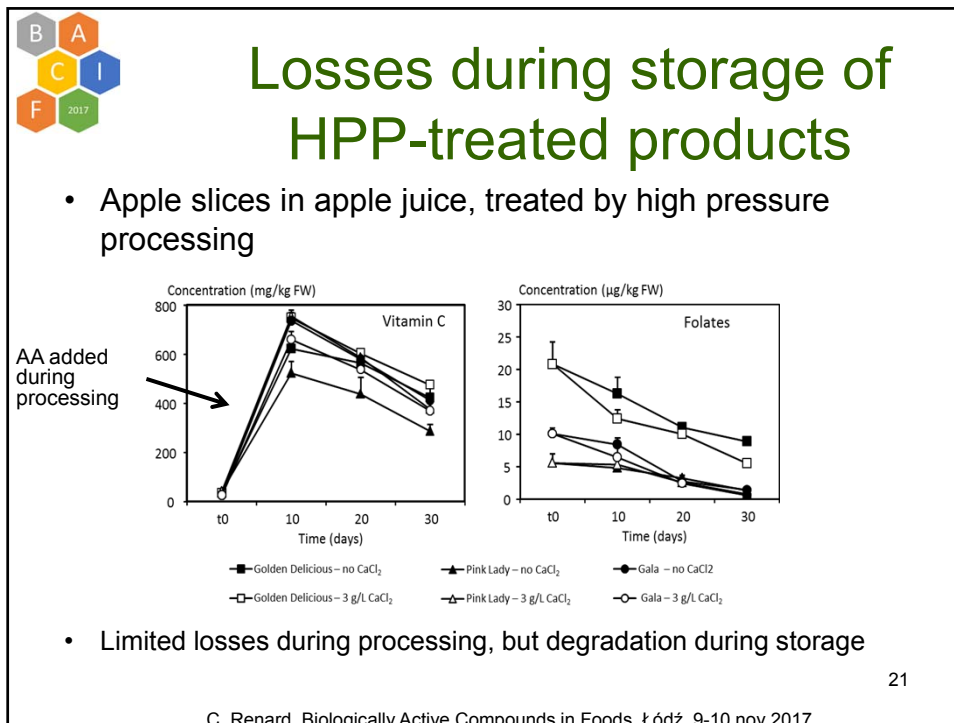 B A
C I
F 2017
Losses during storage of
HPP-treated products
• Apple slices in apple juice, treated by high pressure
processing
AA added
during
processing
Concentration (mg/kg FW)
Vitamin C
800
600
400
200
0
t0 10 20 30
Time (days)
Concentration (µg/kg FW)
Folates
30
25
20
15
10
5
0
t0 10 20 30
Time (days)
Golden Delicious – no CaCl₂ Pink Lady – no CaCl₂ Gala – no CaCl2
Golden Delicious – 3 g/L CaCl₂ Pink Lady – 3 g/L CaCl₂ Gala – 3 g/L CaCl₂
• Limited losses during processing, but degradation during storage
21
C. Renard, Biologically Active Compounds in Foods, Łódź, 9-10 nov 2017